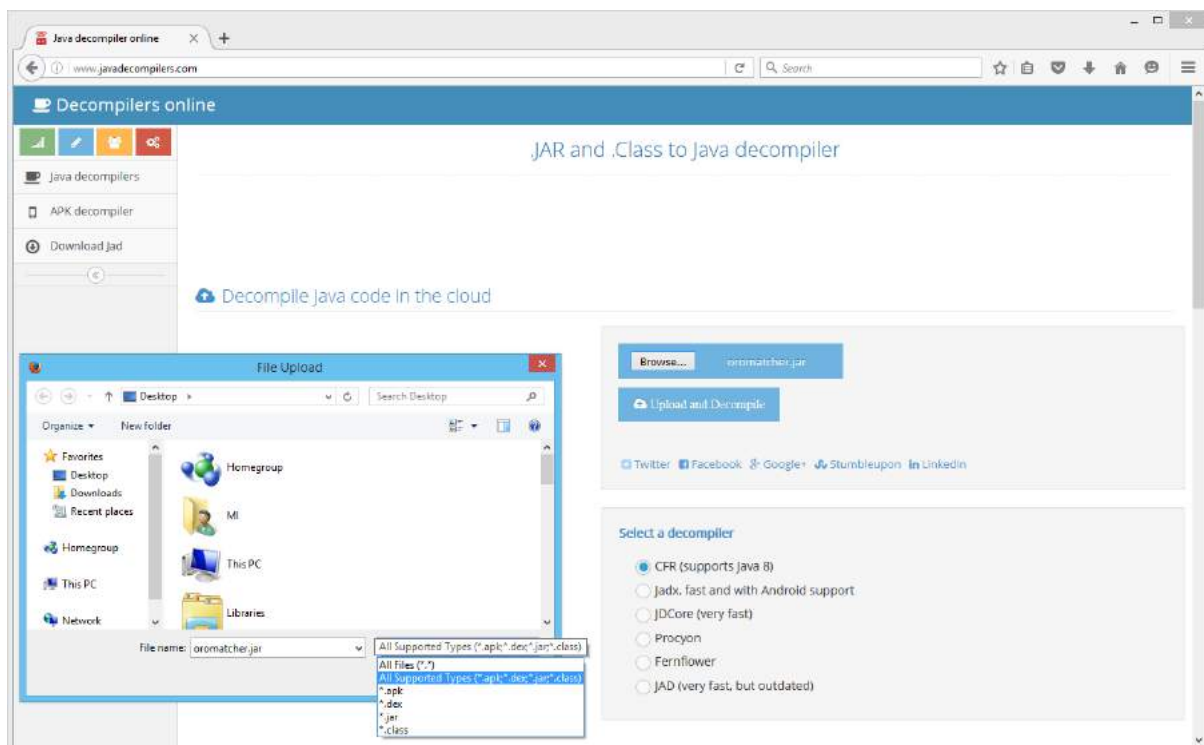 Java decompiler online
www.javadecompilers.com
Search
Decompilers online
Java decompilers
APK decompiler
Download Jad
.JAR and .Class to Java decompiler
Decompile Java code in the cloud
Browse... oromatcher.jar
Upload and Decompile
Twitter Facebook Google+ Stumbleupon LinkedIn
Select a decompiler
CFR (supports Java 8)
Jadx, fast and with Android support
JDCore (very fast)
Procyon
Fernflower
JAD (very fast, but outdated)
File Upload
Desktop
Search Desktop
Organize
New folder
Favorites
Desktop
Downloads
Recent places
Homegroup
This PC
Network
Homegroup
MI
This PC
Libraries
File name: oromatcher.jar
All Supported Types (*.apk;*.dex;*.jar;*.class)
All Files (*.*)
All Supported Types (*.apk;*.dex;*.jar;*.class)
*.apk
*.dex
*.jar
*.class